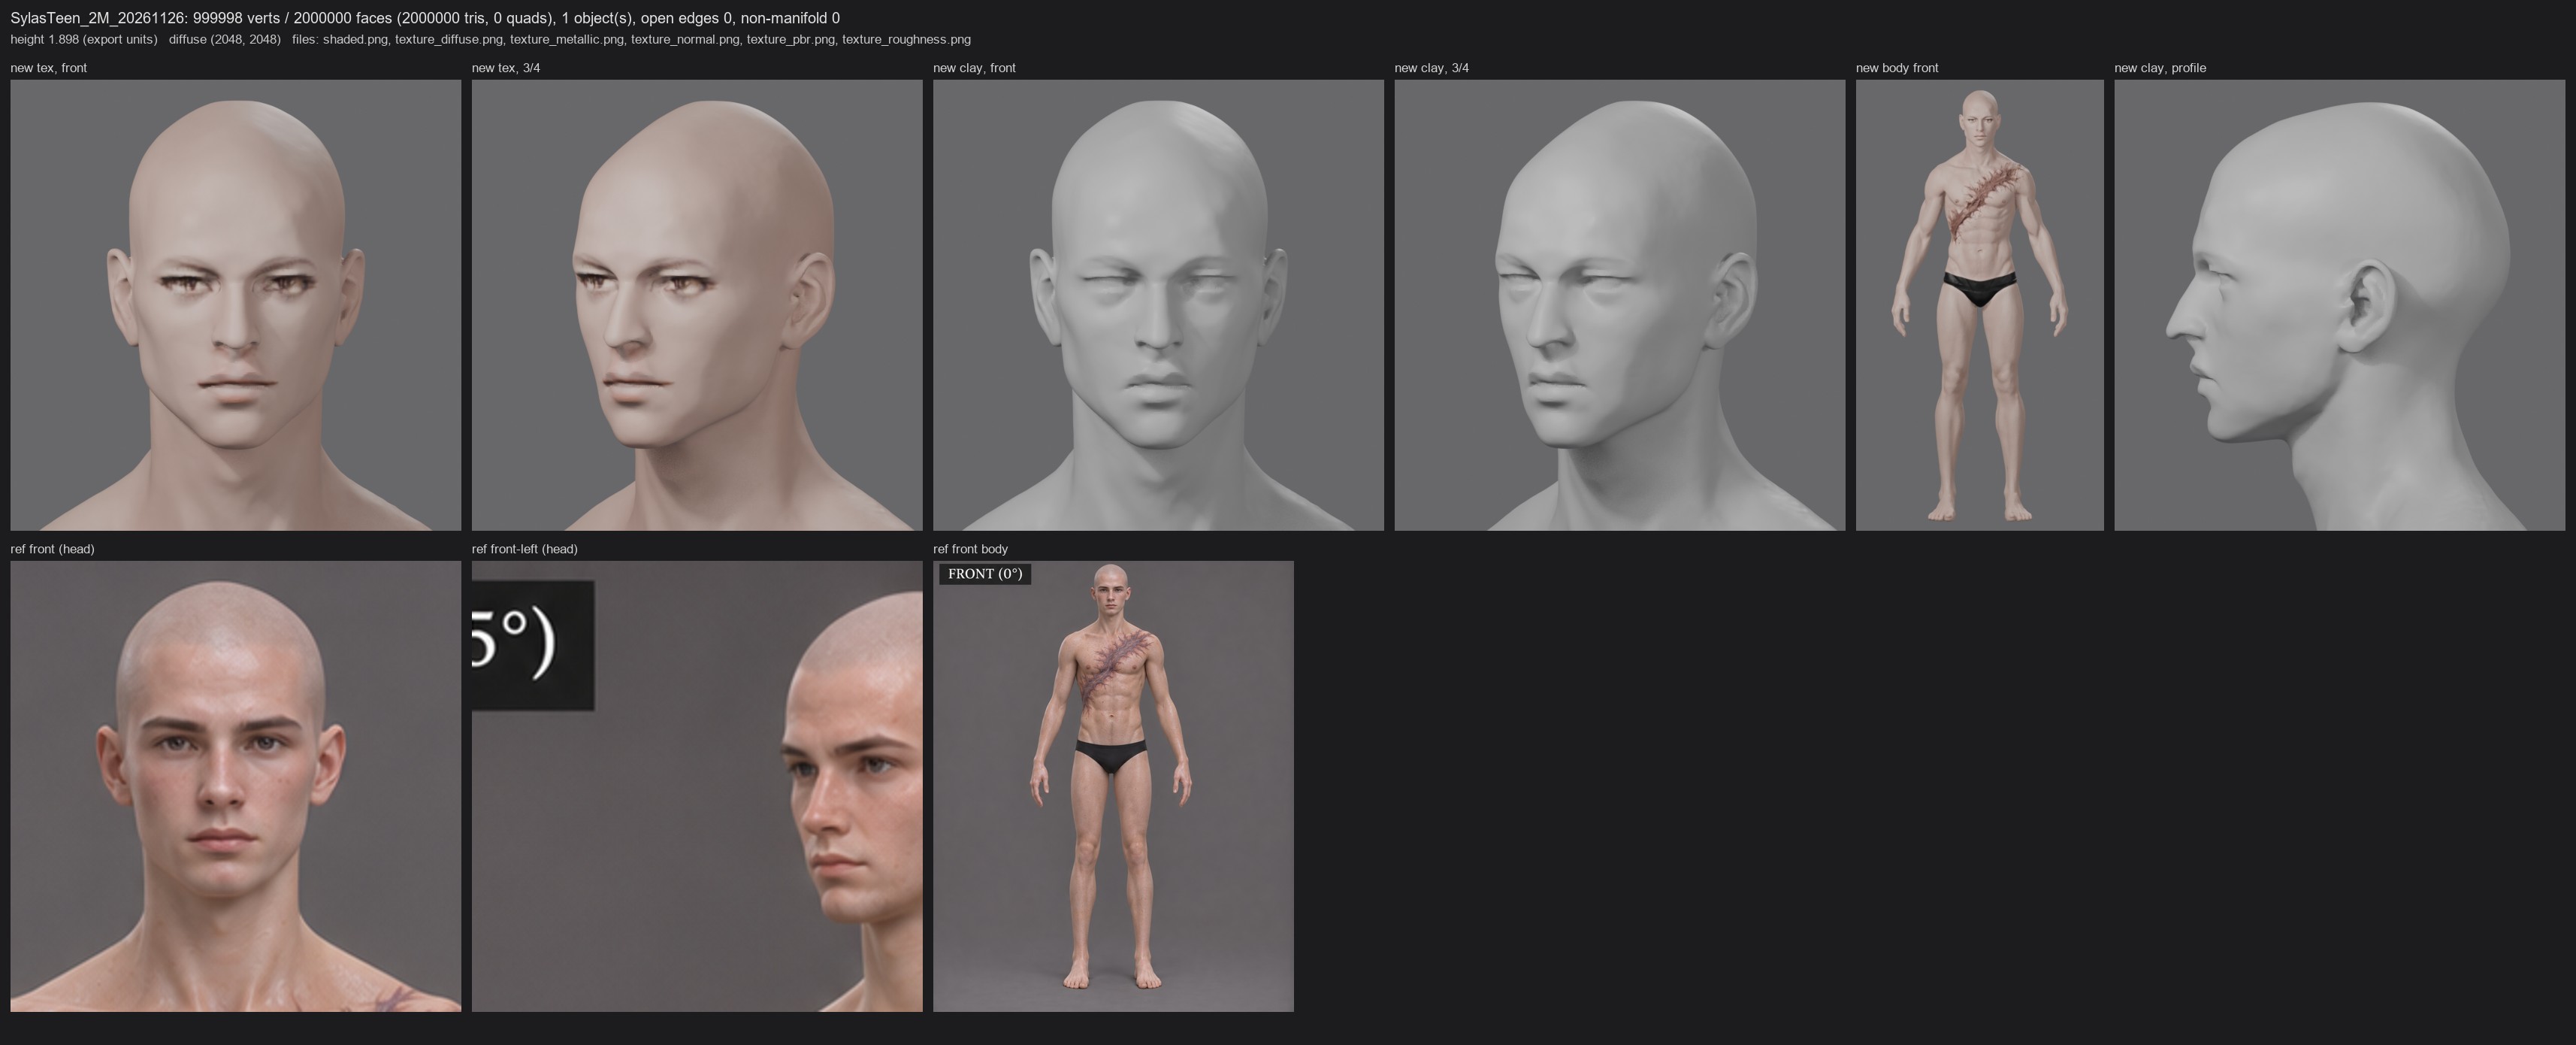 SylasTeen_2M_20261126: 999998 verts / 2000000 faces (2000000 tris, 0 quads), 1 object(s), open edges 0, non-manifold 0
height 1.898 (export units)   diffuse (2048, 2048)   files: shaded.png, texture_diffuse.png, texture_metallic.png, texture_normal.png, texture_pbr.png, texture_roughness.png
new tex, front
new tex, 3/4
new clay, front
new clay, 3/4
new body front
new clay, profile
ref front (head)
ref front-left (head)
ref front body
5°)
FRONT (0°)